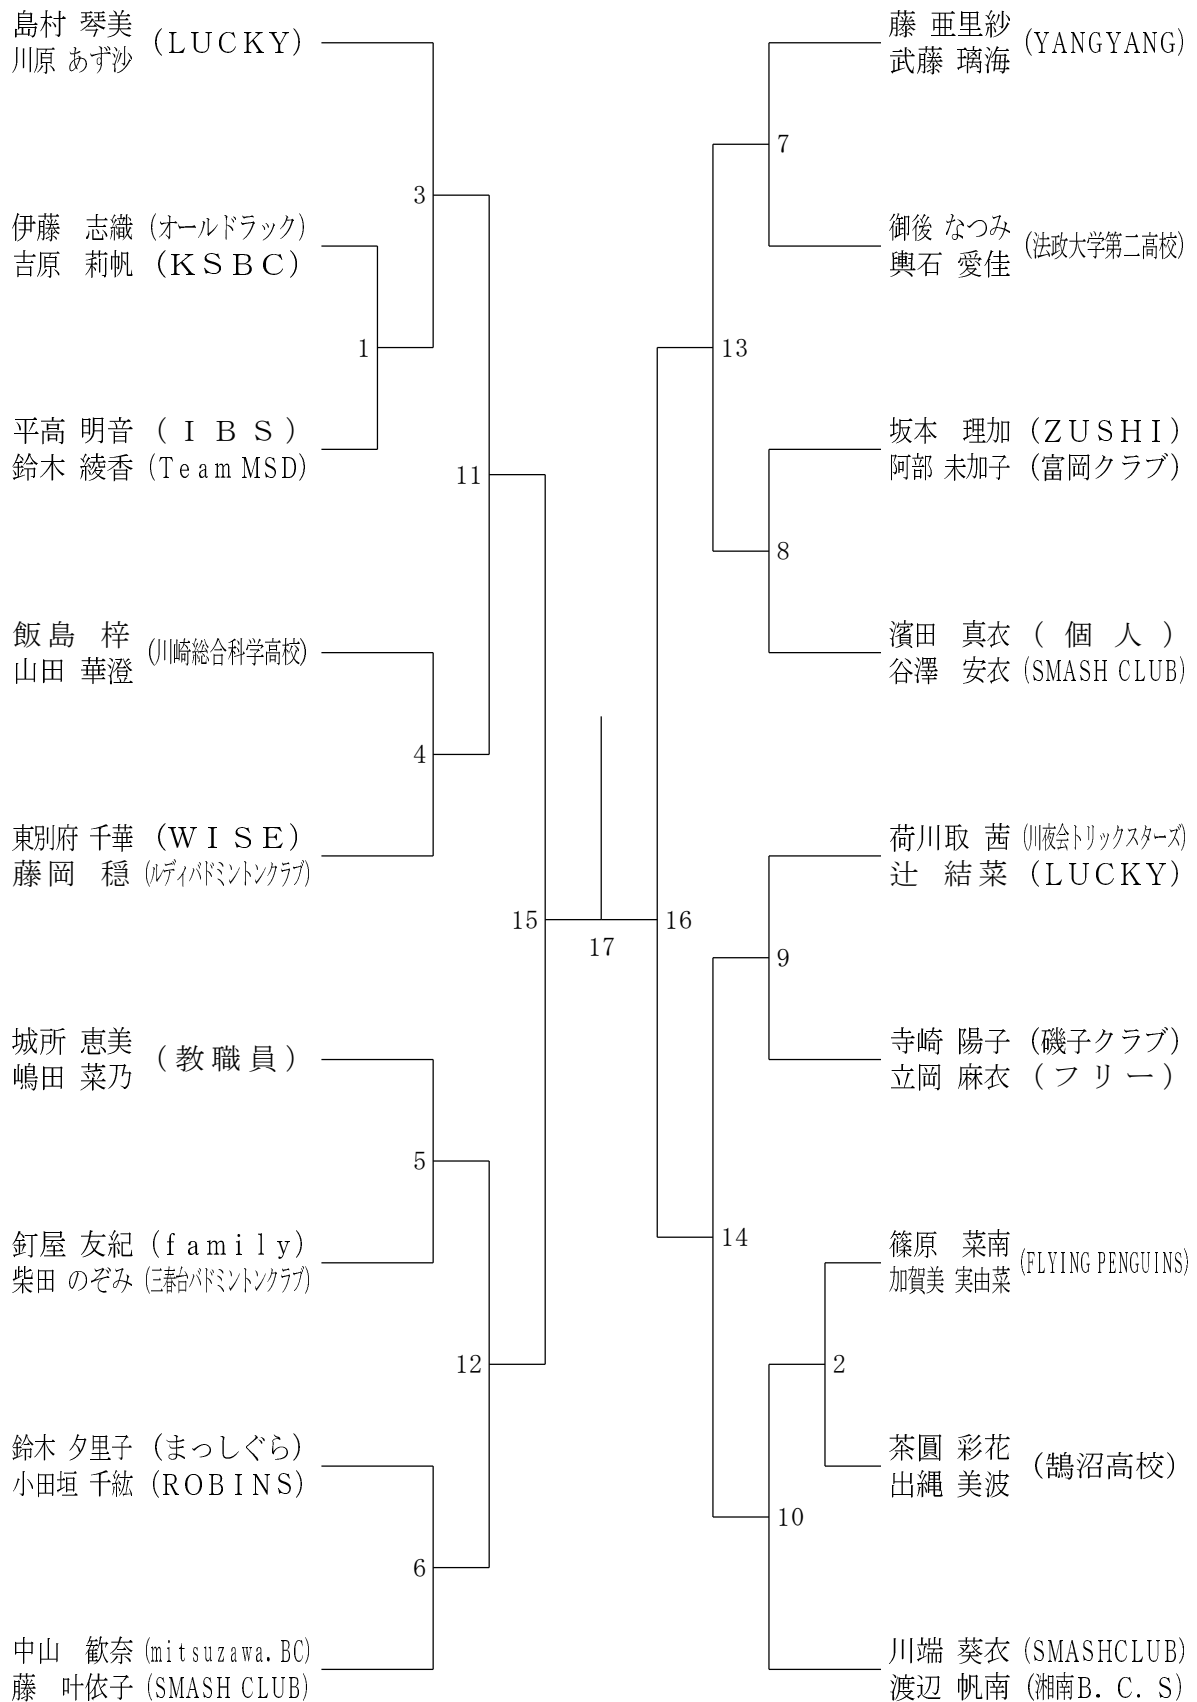 島村 琴美 (LUCKY)
川原 あず沙
3
伊藤 志織 (オールドラック)
吉原 莉帆 (KSBC)
1
平高 明音 (IBS)
鈴木 綾香 (Team MSD)
11
飯島 梓 (川崎総合科学高校)
山田 華澄
4
東別府 千華 (WISE)
藤岡 穏 (ルディバドミントンクラブ)
15
17
城所 恵美 (教職員)
嶋田 菜乃
5
釘屋 友紀 (family)
柴田 のぞみ (三春台バドミントンクラブ)
12
鈴木 夕里子 (まっしぐら)
小田垣 千紘 (ROBINS)
6
中山 歓奈 (mitsuzawa.BC)
藤 叶依子 (SMASH CLUB)
藤 亜里紗 (YANGYANG)
武藤 璃海
7
御後 なつみ (法政大学第二高校)
輿石 愛佳
13
坂本 理加 (ZUSHI)
阿部 未加子 (富岡クラブ)
8
濱田 真衣 (個人)
谷澤 安衣 (SMASH CLUB)
荷川取 茜 (川夜会トリックスターズ)
辻 結菜 (LUCKY)
16
9
寺崎 陽子 (磯子クラブ)
立岡 麻衣 (フリー)
14
篠原 菜南 (FLYING PENGUINS)
加賀美 実由菜
2
茶圓 彩花 (鵠沼高校)
出縄 美波
10
川端 葵衣 (SMASHCLUB)
渡辺 帆南 (湘南B.C.S)